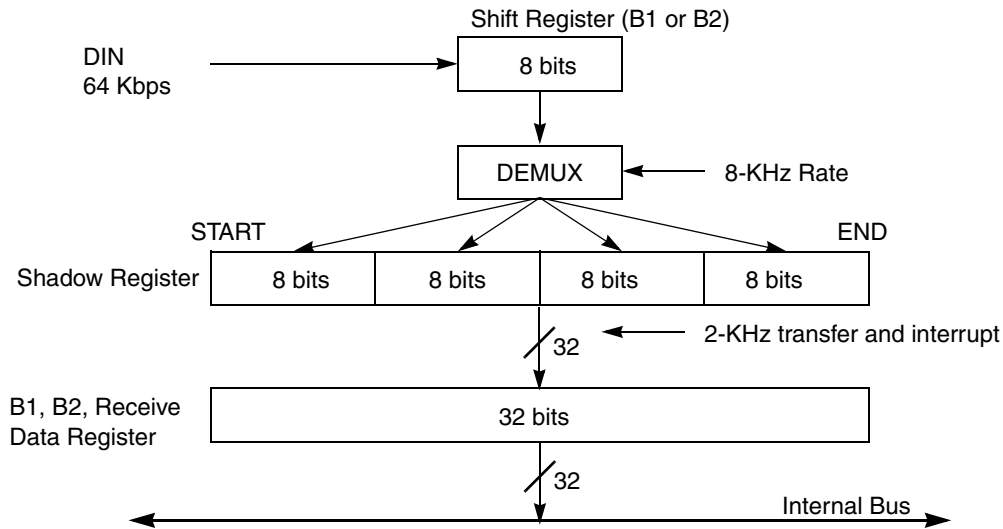 Shift Register (B1 or B2)
DIN
64 Kbps
8 bits
DEMUX
8-KHz Rate
START
END
Shadow Register
8 bits
8 bits
8 bits
8 bits
32
2-KHz transfer and interrupt
B1, B2, Receive
Data Register
32 bits
32
Internal Bus